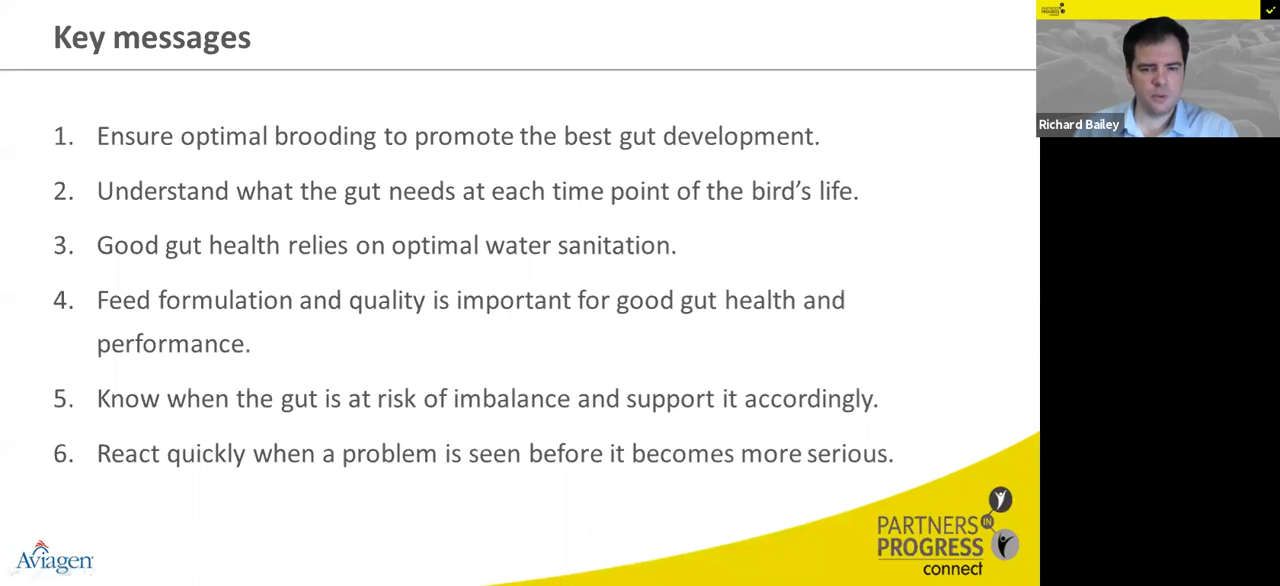 Key messages
1. Ensure optimal brooding to promote the best gut development.
2. Understand what the gut needs at each time point of the bird’s life.
3. Good gut health relies on optimal water sanitation.
4. Feed formulation and quality is important for good gut health and
performance.
5. Know when the gut is at risk of imbalance and support it accordingly.
6. React quickly when a problem is seen before it becomes more serious.
Aviagen
PARTNERS IN
PROGRESS
connect
PARTNERS IN
PROGRESS
connect
Richard Bailey